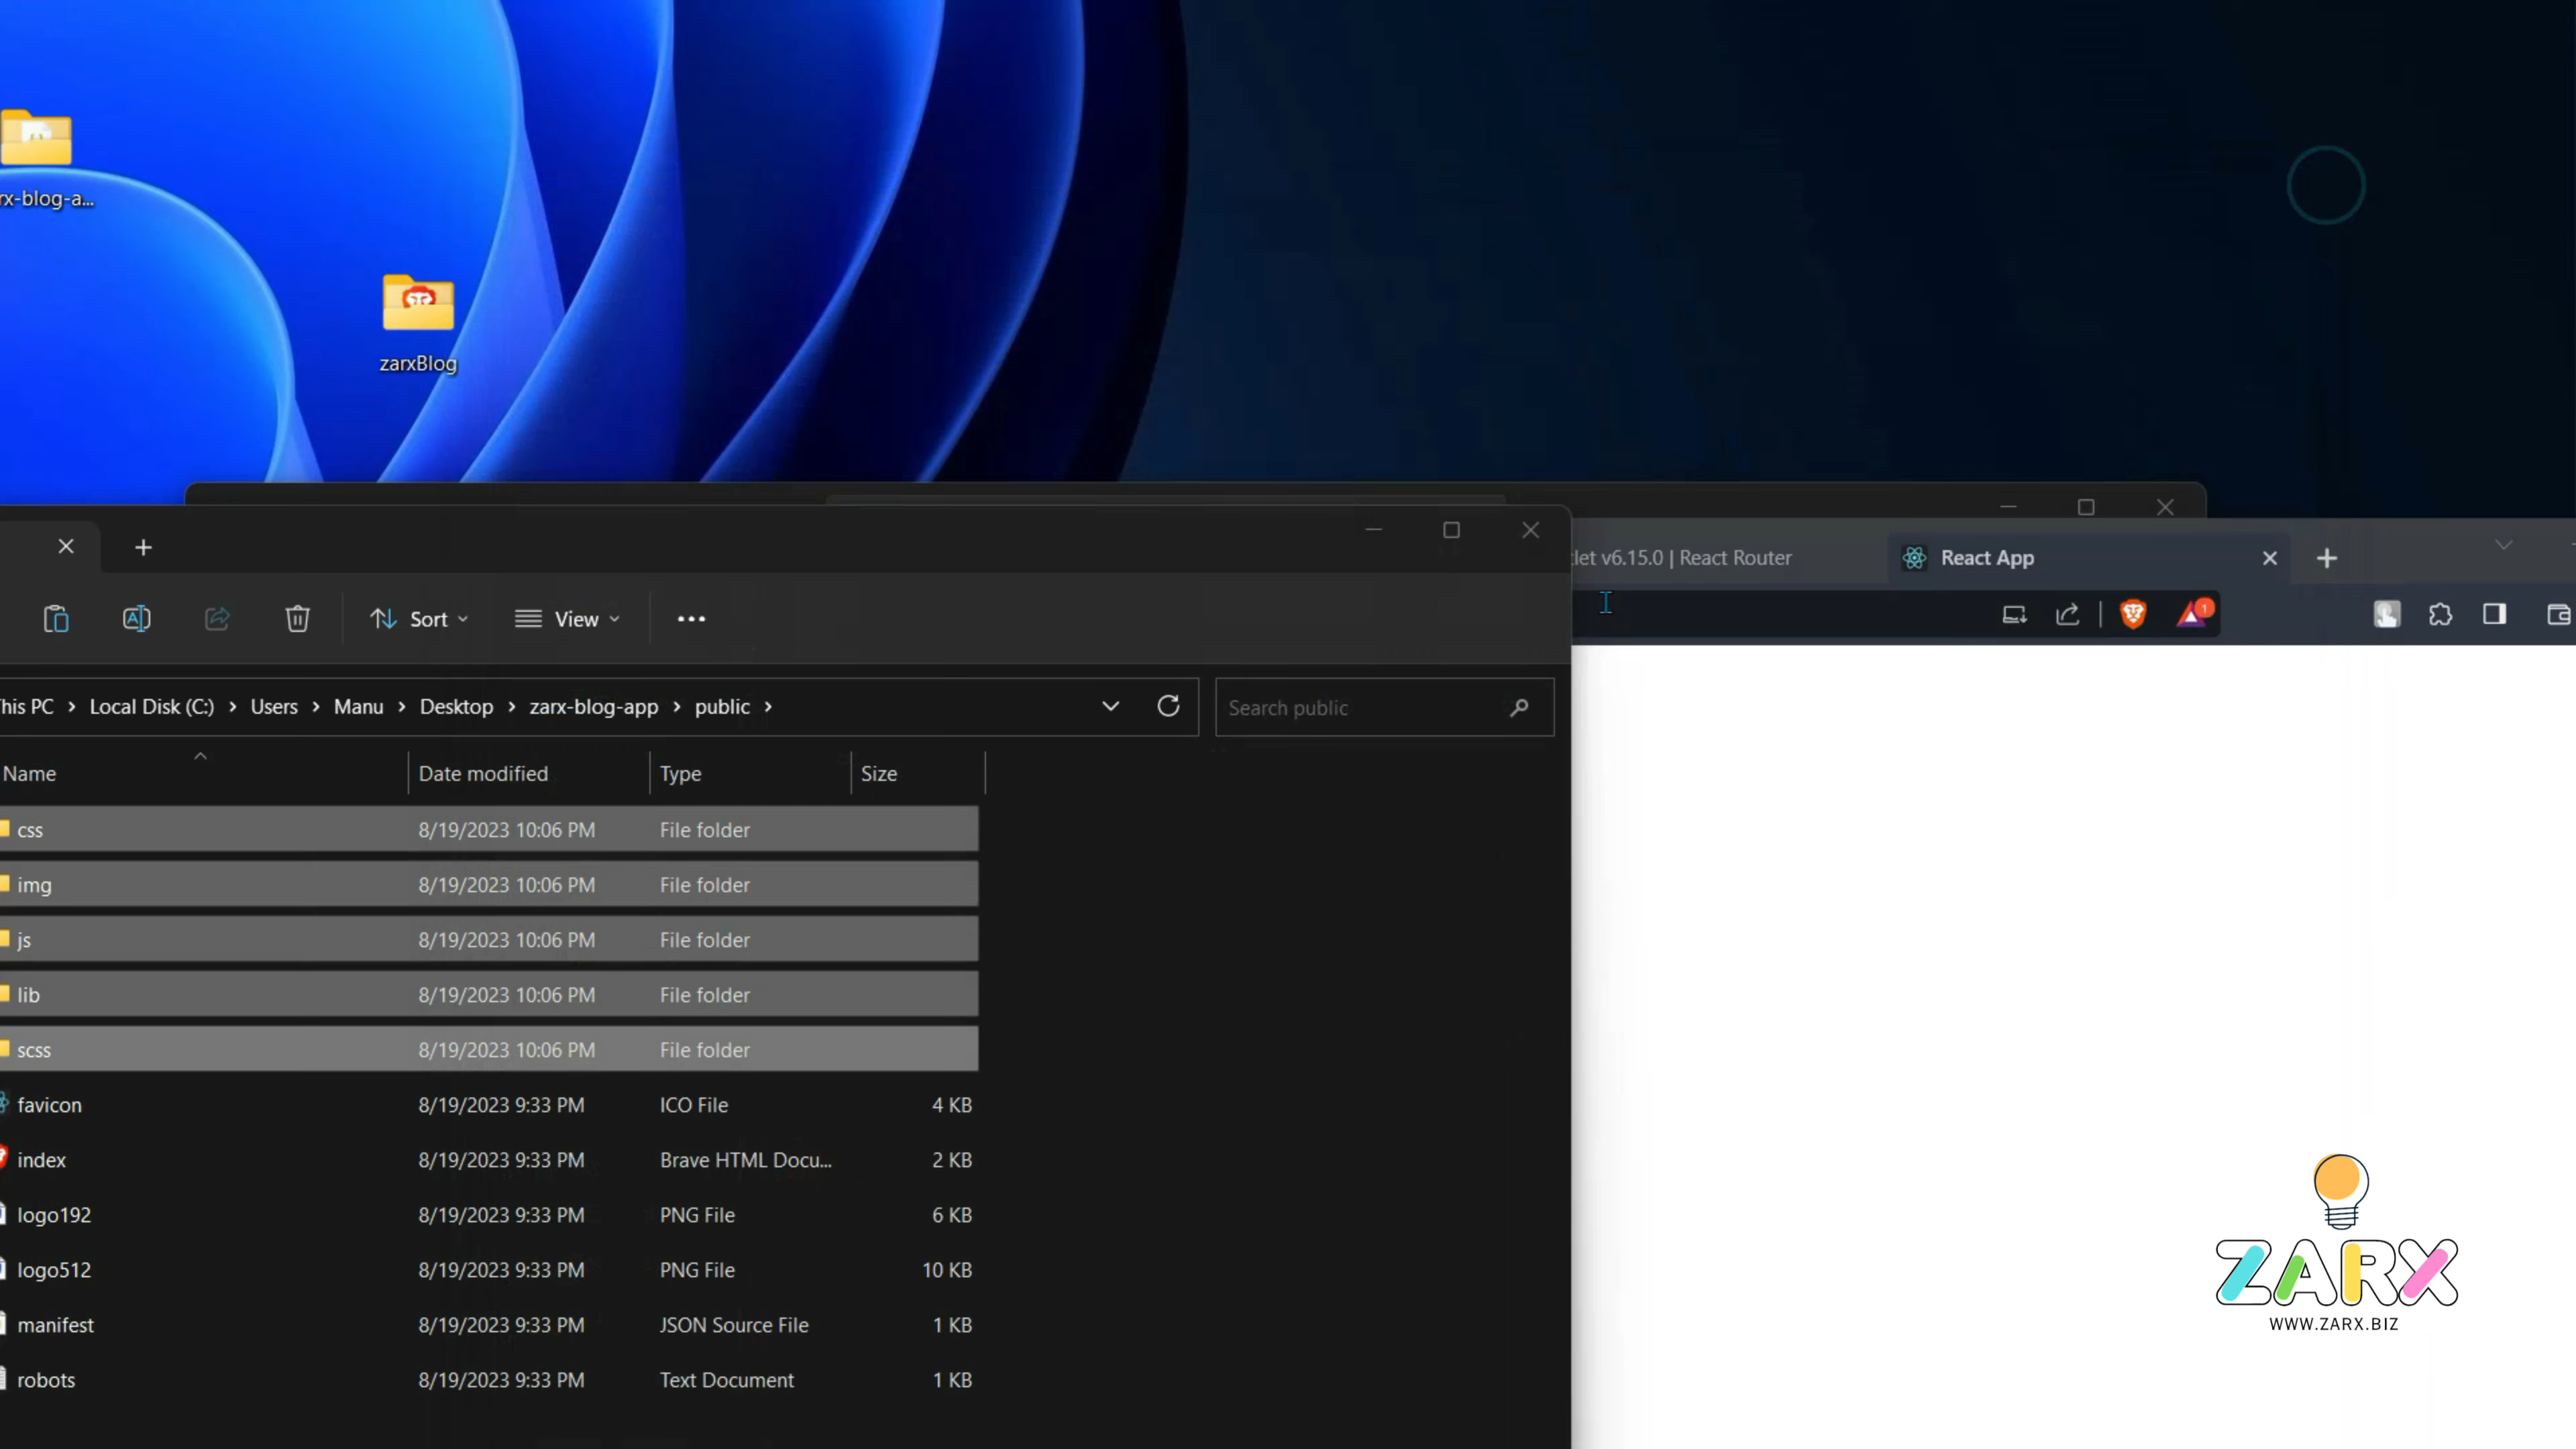 rx-blog-a...
zarxBlog
let v6.15.0 | React Router
React App
1
Sort
View
This PC > Local Disk (C:) > Users > Manu > Desktop > zarx-blog-app > public >
Search public
Name Date modified Type Size
css 8/19/2023 10:06 PM File folder
img 8/19/2023 10:06 PM File folder
js 8/19/2023 10:06 PM File folder
lib 8/19/2023 10:06 PM File folder
scss 8/19/2023 10:06 PM File folder
favicon 8/19/2023 9:33 PM ICO File 4 KB
index 8/19/2023 9:33 PM Brave HTML Docu... 2 KB
logo192 8/19/2023 9:33 PM PNG File 6 KB
logo512 8/19/2023 9:33 PM PNG File 10 KB
manifest 8/19/2023 9:33 PM JSON Source File 1 KB
robots 8/19/2023 9:33 PM Text Document 1 KB
ZARX
WWW.ZARX.BIZ